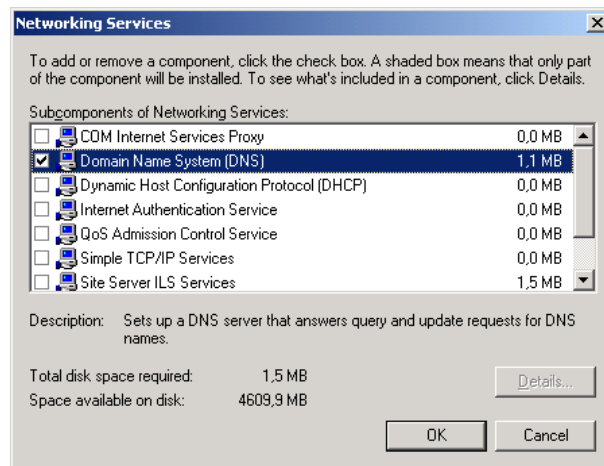 Networking Services
To add or remove a component, click the check box. A shaded box means that only part
of the component will be installed. To see what's included in a component, click Details.
Subcomponents of Networking Services:
COM Internet Services Proxy 0,0 MB
Domain Name System (DNS) 1,1 MB
Dynamic Host Configuration Protocol (DHCP) 0,0 MB
Internet Authentication Service 0,0 MB
QoS Admission Control Service 0,0 MB
Simple TCP/IP Services 0,0 MB
Site Server ILS Services 1,5 MB
Description: Sets up a DNS server that answers query and update requests for DNS
names.
Total disk space required: 1,5 MB
Space available on disk: 4609,9 MB
Details...
OK Cancel